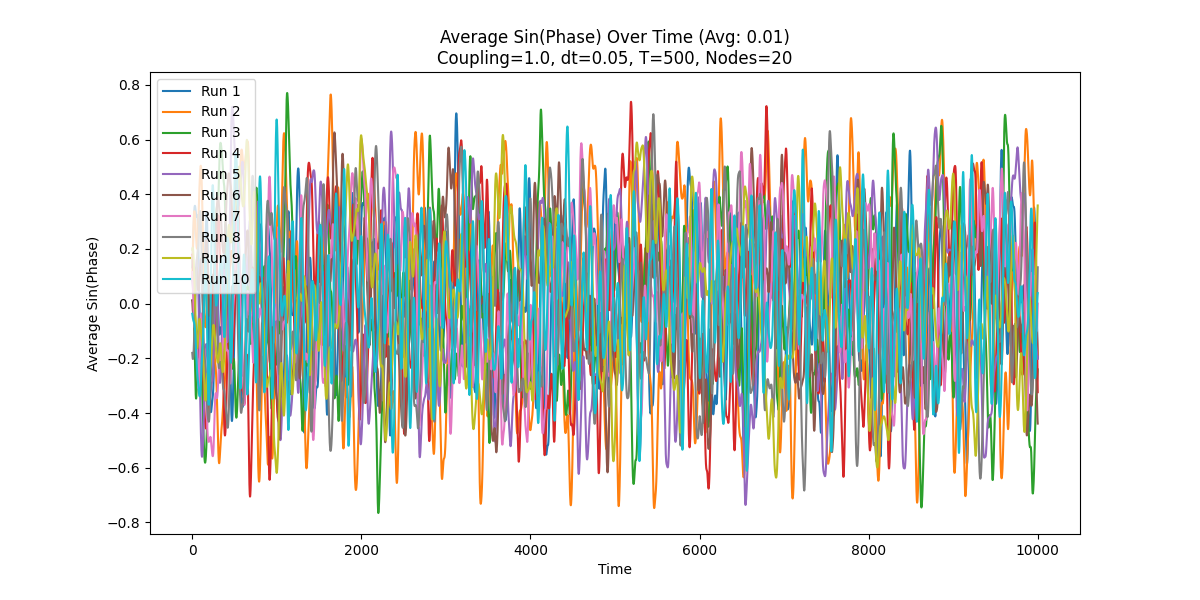 Average Sin(Phase) Over Time (Avg: 0.01)
Coupling=1.0, dt=0.05, T=500, Nodes=20
Run 1
Run 2
Run 3
Run 4
Run 5
Run 6
Run 7
Run 8
Run 9
Run 10
Average Sin(Phase)
0.8
0.6
0.4
0.2
0.0
−0.2
−0.4
−0.6
−0.8
0
2000
4000
6000
8000
10000
Time